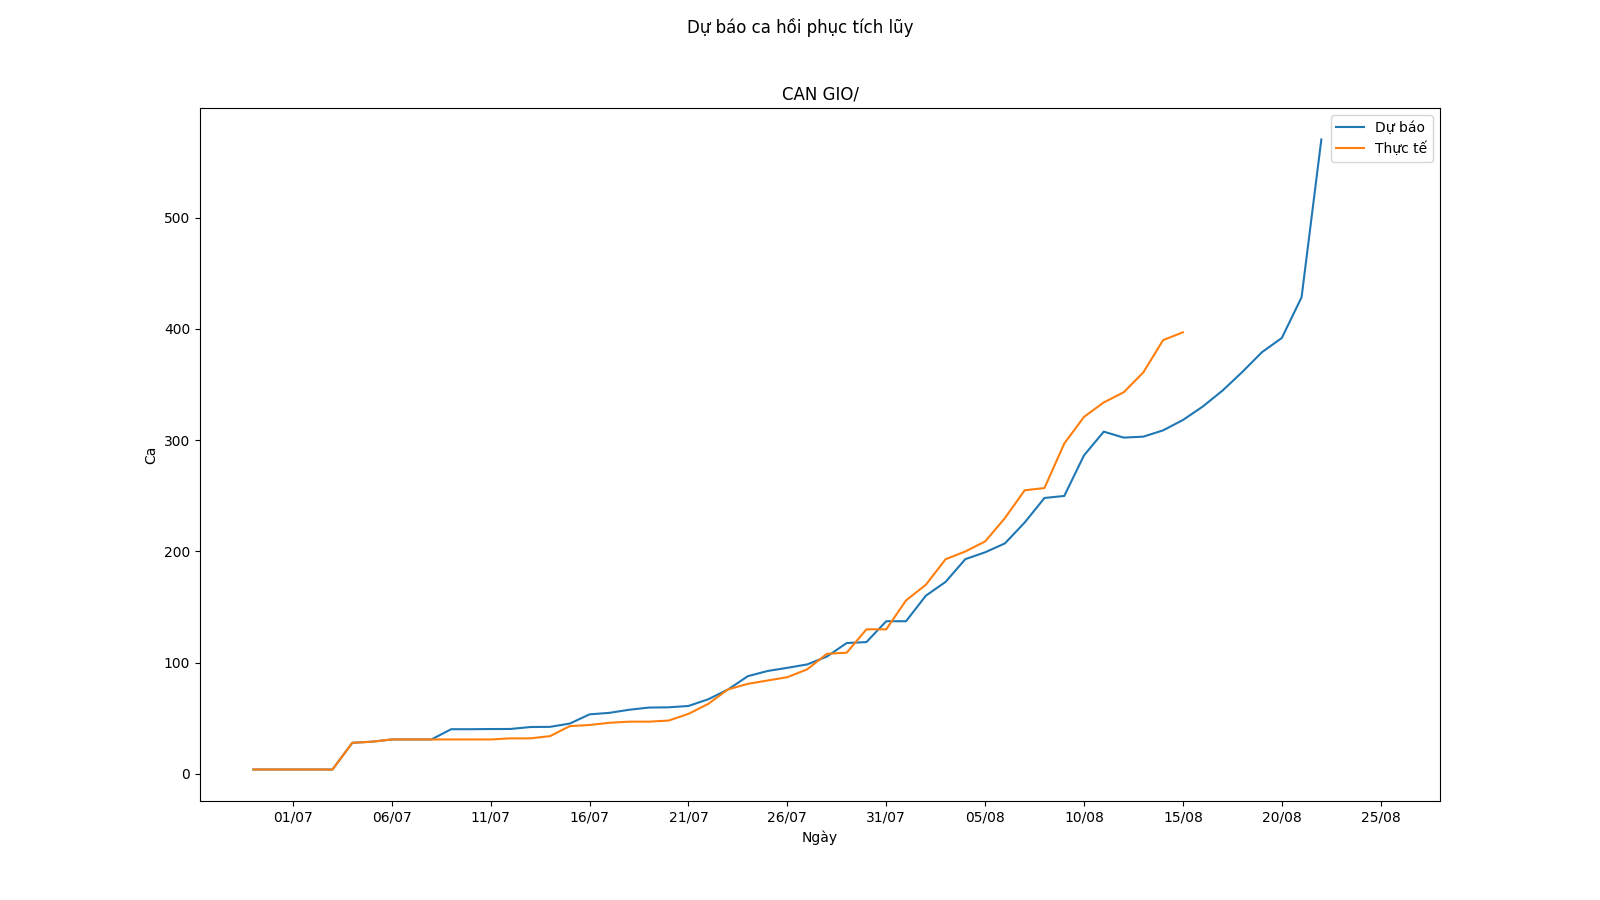 Dự báo ca hồi phục tích lũy
CAN GIO/
Dự báo
Thực tế
500
400
300
200
100
0
Ca
01/07 06/07 11/07 16/07 21/07 26/07 31/07 05/08 10/08 15/08 20/08 25/08
Ngày